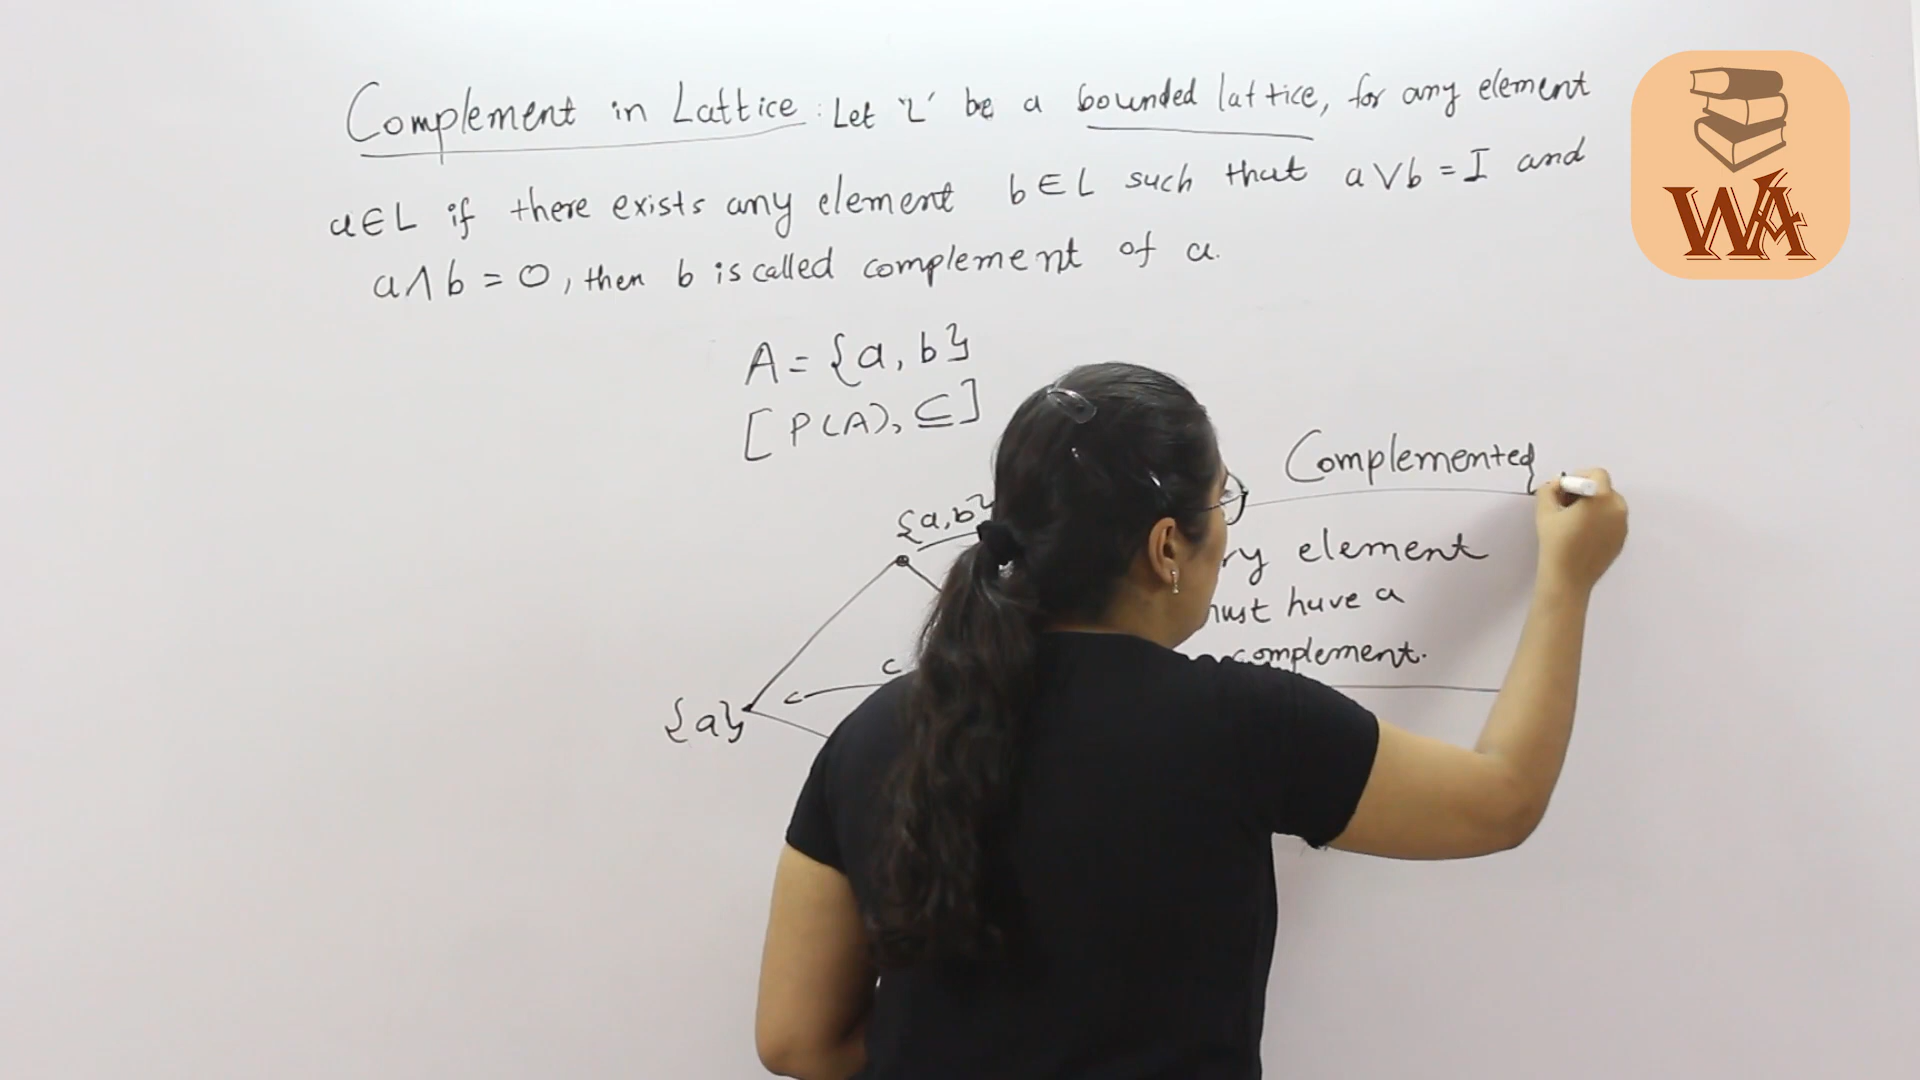 Complement in Lattice : Let 'L' be a bounded lattice, for any element
a∈L if there exists any element b∈L such that a∨b = I and
a∧b = 0, then b is called complement of a.
A = {a, b}
[P(A), ⊆]
{a, b}
Complemented
element
must have a
complement.
c
c
{a}
WA